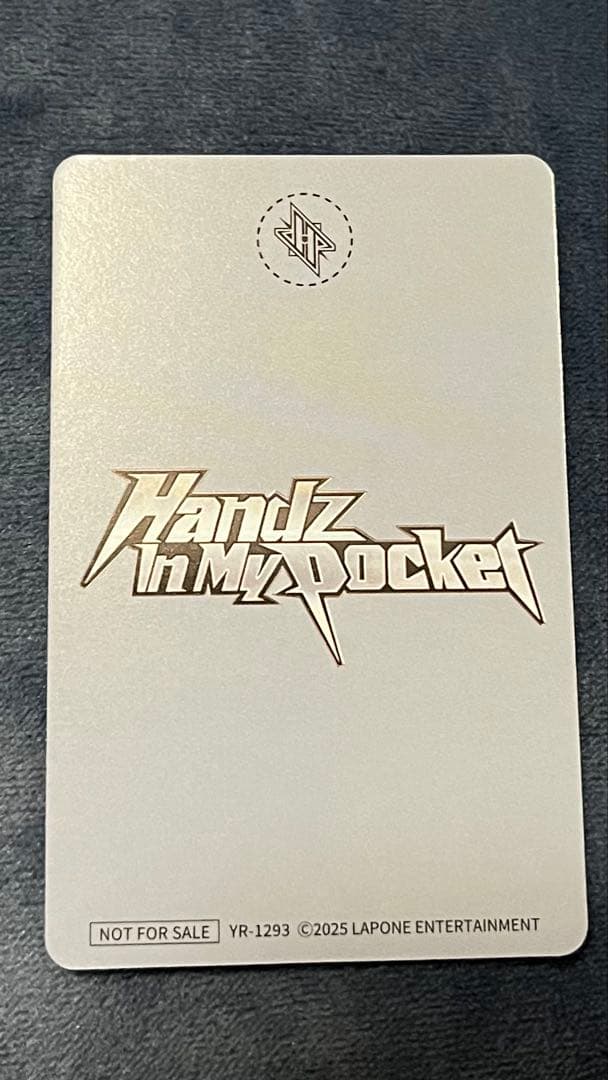 Handz
In My Pocket
NOT FOR SALE YR-1293 ©2025 LAPONE ENTERTAINMENT